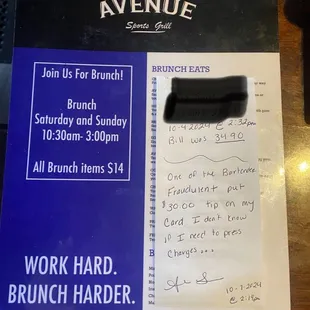 AVENUE
Sports Grill
Join Us For Brunch!
Brunch
Saturday and Sunday
10:30am- 3:00pm
All Brunch items $14
WORK HARD.
BRUNCH HARDER.
BRUNCH EATS
10-4-2024 @ 2:32pm
Bill was 34.90
One of the Bartender
Fraudulent put
$30.00 tip on my
Card I don't know
if I need to press
Charges...
10-7-2024
@ 2:18pm